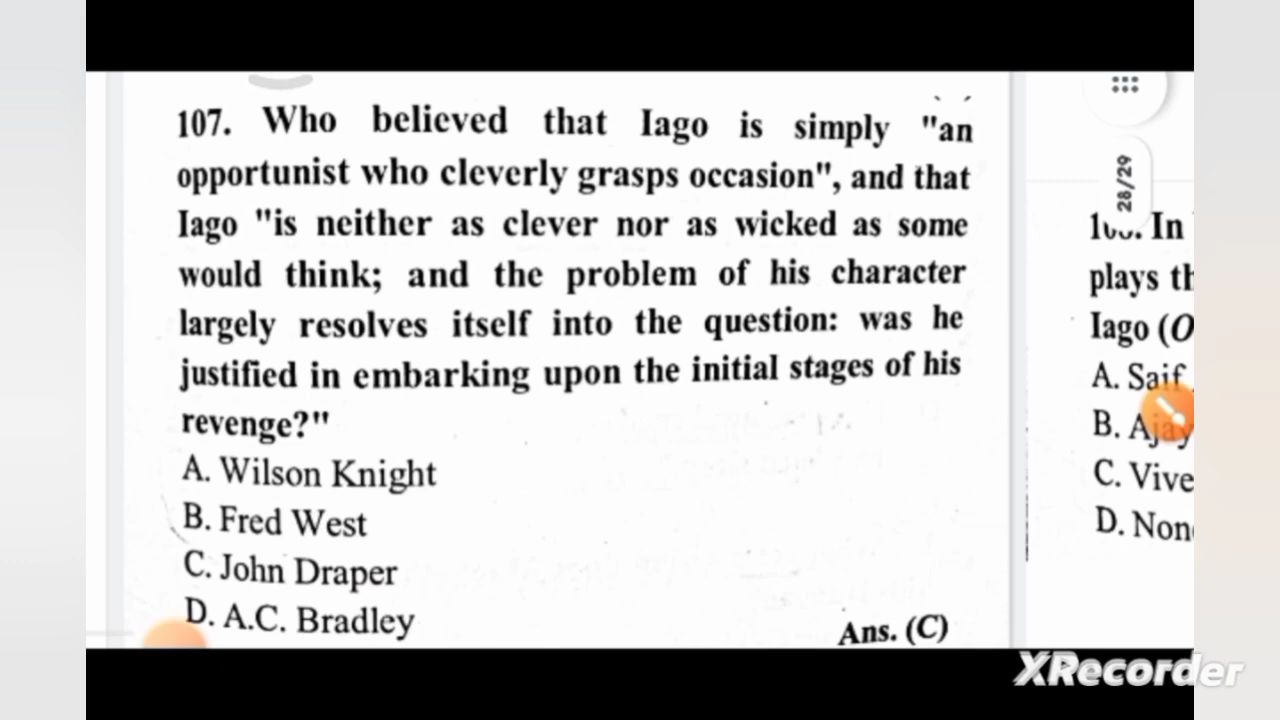 107. Who believed that Iago is simply "an
opportunist who cleverly grasps occasion", and that
Iago "is neither as clever nor as wicked as some
would think; and the problem of his character
largely resolves itself into the question: was he
justified in embarking upon the initial stages of his
revenge?"
A. Wilson Knight
B. Fred West
C. John Draper
D. A.C. Bradley
Ans. (C)
28/29
In
plays th
Iago (O
A. Saif
B. Ajay
C. Vive
D. Non
XRecorder